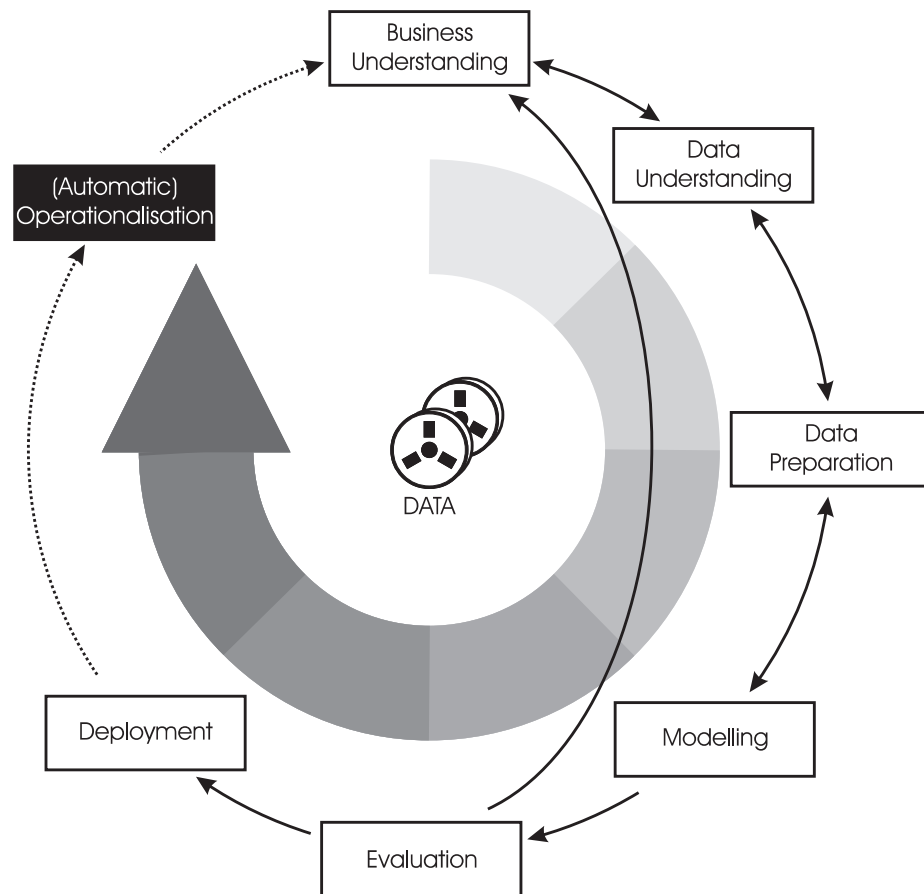 Business
Understanding
Data
Understanding
(Automatic)
Operationalisation
Data
Preparation
DATA
Deployment
Modelling
Evaluation